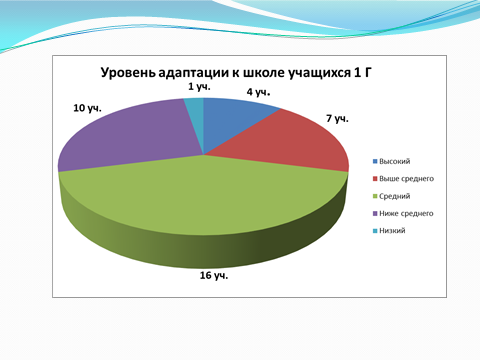 Уровень адаптации к школе учащихся 1 Г
1 уч.
4 уч.
10 уч.
7 уч.
Высокий
Выше среднего
Средний
Ниже среднего
Низкий
16 уч.